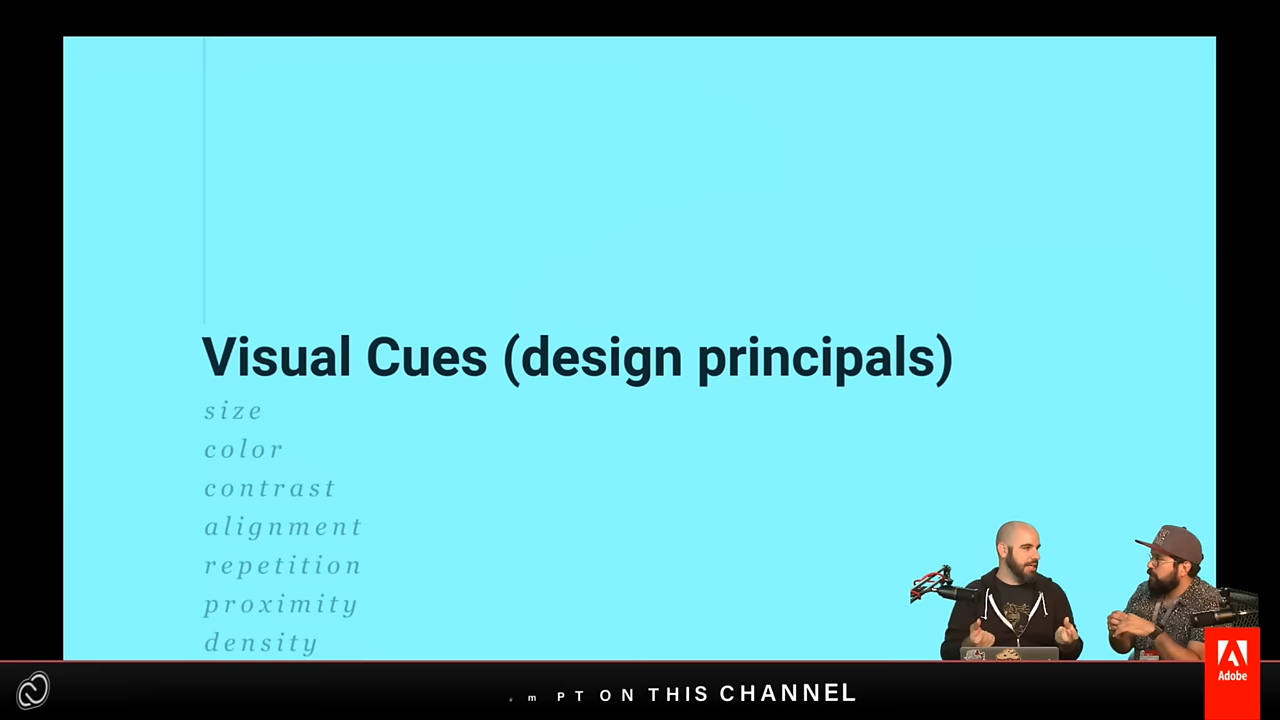 Visual Cues (design principals)
size
color
contrast
alignment
repetition
proximity
density
PT ON THIS CHANNEL
Adobe